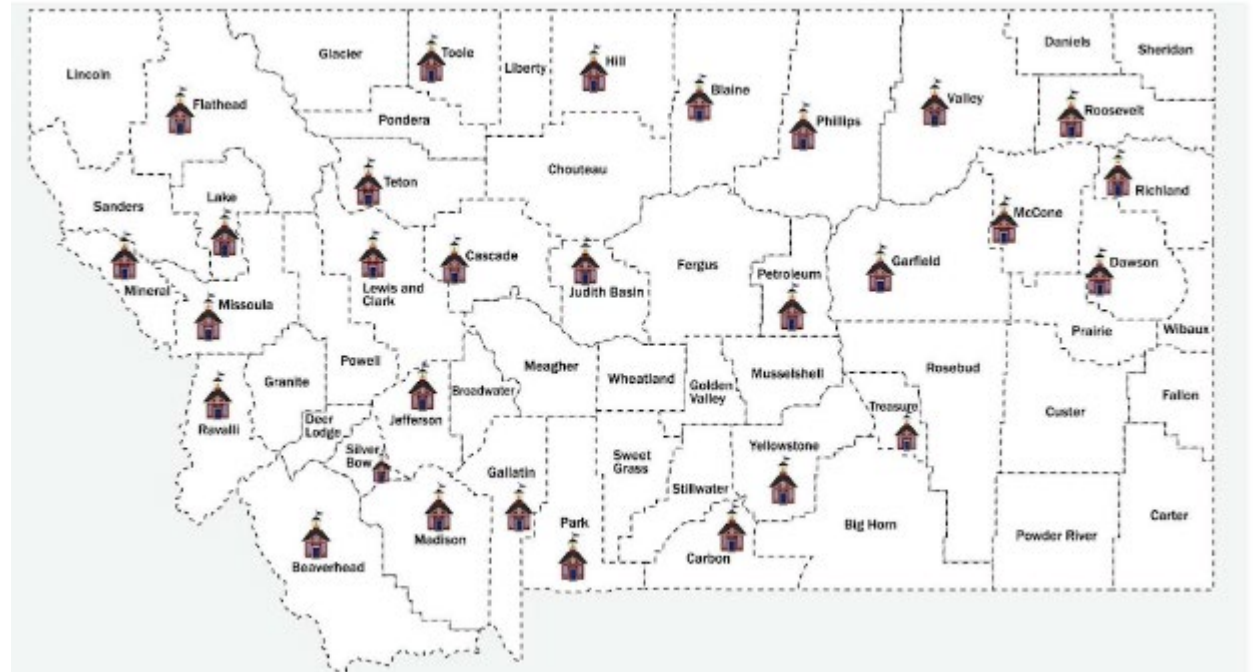 Lincoln
Flathead
Glacier
Toole
Liberty
Hill
Blaine
Phillips
Valley
Daniels
Sheridan
Roosevelt
Pondera
Teton
Chouteau
Richland
Sanders
Lake
McCone
Mineral
Missoula
Lewis and
Clark
Cascade
Judith Basin
Fergus
Petroleum
Garfield
Dawson
Prairie
Wibaux
Powell
Granite
Meagher
Broadwater
Wheatland
Golden
Valley
Musselshell
Rosebud
Custer
Fallon
Ravalli
Deer
Lodge
Jefferson
Treasure
Silver
Bow
Gallatin
Sweet
Grass
Yellowstone
Stillwater
Park
Madison
Beaverhead
Carbon
Big Horn
Powder River
Carter